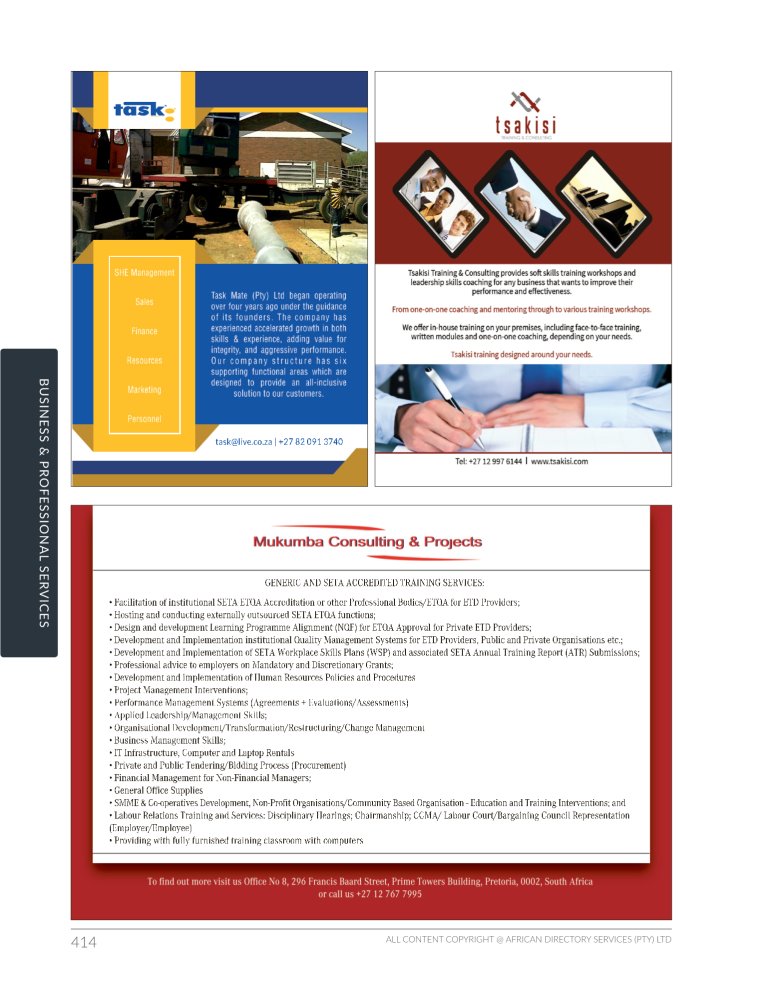 BUSINESS & PROFESSIONAL SERVICES
task
SHE Management
Sales
Finance
Resources
Marketing
Personnel
Task Mate (Pty) Ltd began operating
over four years ago under the guidance
of its founders. The company has
experienced accelerated growth in both
skills & experience, adding value for
integrity, and aggressive performance.
Our company structure has six
supporting functional areas which are
designed to provide an all-inclusive
solution to our customers.
task@live.co.za | +27 82 091 3740
tsakisi
TRAINING & CONSULTING
Tsakisi Training & Consulting provides soft skills training workshops and
leadership skills coaching for any business that wants to improve their
performance and effectiveness.
From one-on-one coaching and mentoring through to various training workshops.
We offer in-house training on your premises, including face-to-face training,
written modules and one-on-one coaching, depending on your needs.
Tsakisi training designed around your needs.
Tel: +27 12 997 6144 | www.tsakisi.com
Mukumba Consulting & Projects
GENERIC AND SETA ACCREDITED TRAINING SERVICES:
• Facilitation of institutional SETA ETQA Accreditation or other Professional Bodies/ETQA for ETD Providers;
• Hosting and conducting externally outsourced SETA ETQA functions;
• Design and development Learning Programme Alignment (NQF) for ETQA Approval for Private ETD Providers;
• Development and Implementation institutional Quality Management Systems for ETD Providers, Public and Private Organisations etc.;
• Development and Implementation of SETA Workplace Skills Plans (WSP) and associated SETA Annual Training Report (ATR) Submissions;
• Professional advice to employers on Mandatory and Discretionary Grants;
• Development and Implementation of Human Resources Policies and Procedures
• Project Management Interventions;
• Performance Management Systems (Agreements + Evaluations/Assessments)
• Applied Leadership/Management Skills;
• Organisational Development/Transformation/Restructuring/Change Management
• Business Management Skills;
• IT Infrastructure, Computer and Laptop Rentals
• Private and Public Tendering/Bidding Process (Procurement)
• Financial Management for Non-Financial Managers;
• General Office Supplies
• SMME & Co-operatives Development, Non-Profit Organisations/Community Based Organisation - Education and Training Interventions; and
• Labour Relations Training and Services: Disciplinary Hearings; Chairmanship; CCMA/ Labour Court/Bargaining Council Representation
(Employer/Employee)
• Providing with fully furnished training classroom with computers
To find out more visit us Office No 8, 296 Francis Baard Street, Prime Towers Building, Pretoria, 0002, South Africa
or call us +27 12 767 7995
414
ALL CONTENT COPYRIGHT @ AFRICAN DIRECTORY SERVICES (PTY) LTD